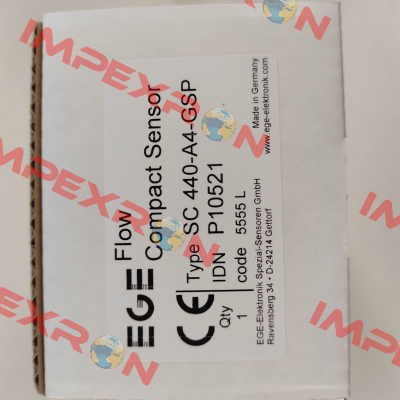 EGE
Flow
Compact Sensor
CE
Type SC 440-A4-GSP
IDN P10521
Qty code
1 5555 L
Made in Germany
www.ege-elektronik.com
EGE-Elektronik Spezial-Sensoren GmbH
Ravensberg 34 • D-24214 Gettorf
IMPEXRON
IMPEXRON
IMPEXRON